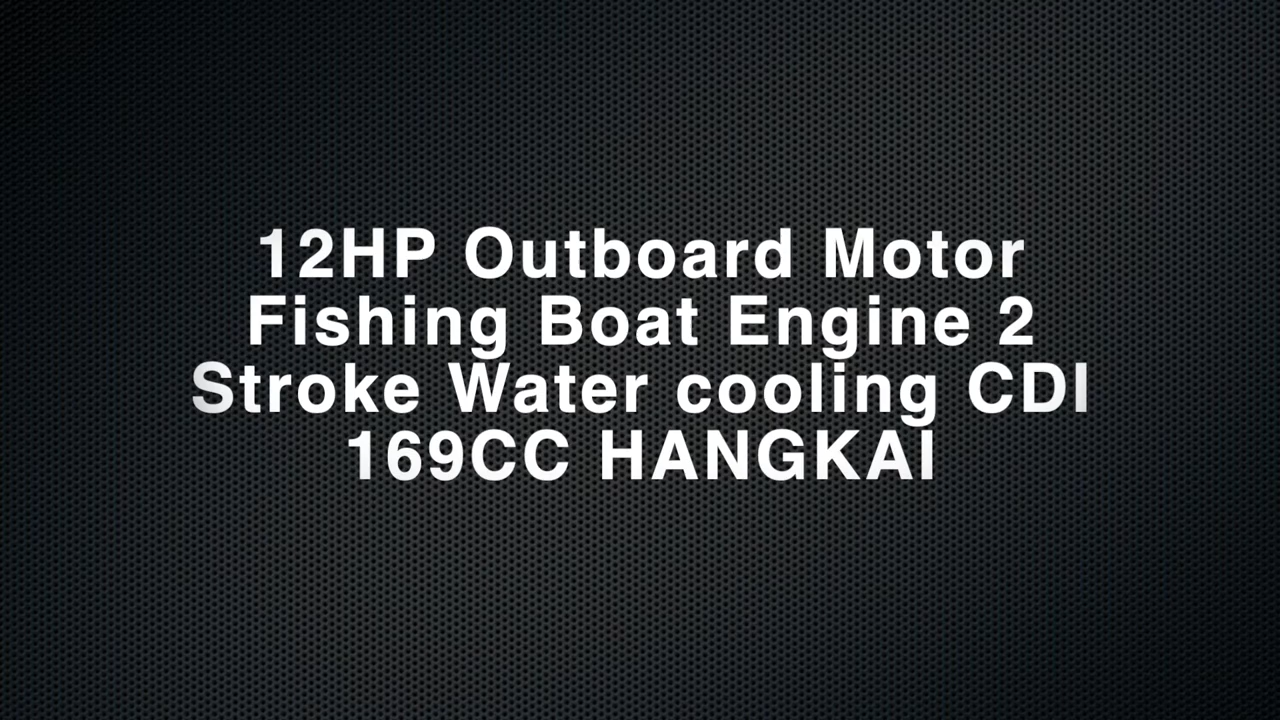 12HP Outboard Motor
Fishing Boat Engine 2
Stroke Water cooling CDI
169CC HANGKAI